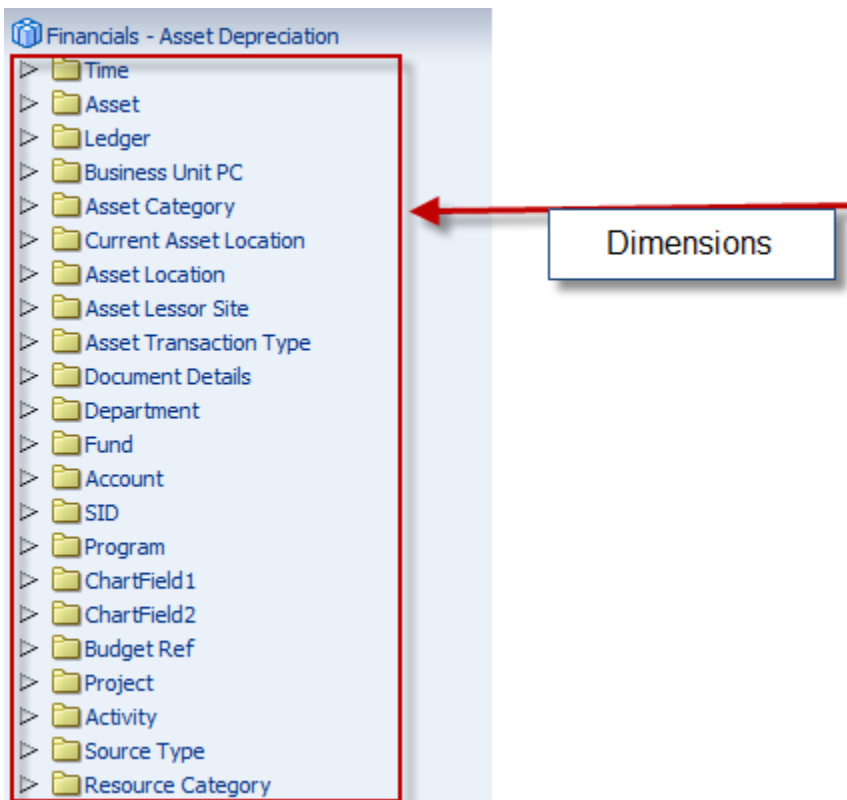 Financials - Asset Depreciation
Time
Asset
Ledger
Business Unit PC
Asset Category
Current Asset Location
Asset Location
Asset Lessor Site
Asset Transaction Type
Document Details
Department
Fund
Account
SID
Program
ChartField1
ChartField2
Budget Ref
Project
Activity
Source Type
Resource Category
Dimensions